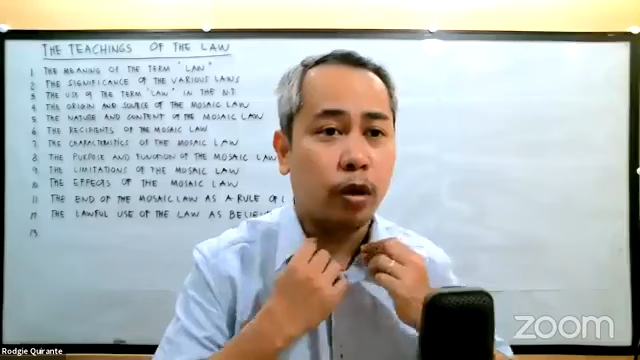 THE TEACHINGS OF THE LAW
1 THE MEANING OF THE TERM "LAW"
2 THE SIGNIFICANCE OF THE VARIOUS LAWS
3 THE USE OF THE TERM "LAW" IN THE N.T
4 THE ORIGIN AND SOURCE OF THE MOSAIC LAW
5 THE NATURE AND CONTENT OF THE MOSAIC LAW
6 THE RECIPIENTS OF THE MOSAIC LAW
7 THE CHARACTERISTICS OF THE MOSAIC LAW
8 THE PURPOSE AND FUNCTION OF THE MOSAIC LAW
9 THE LIMITATIONS OF THE MOSAIC LAW
10 THE EFFECTS OF THE MOSAIC LAW
11 THE END OF THE MOSAIC LAW AS A RULE OF
12 THE LAWFUL USE OF THE LAW AS
13
Rodgie Quirante
zoom